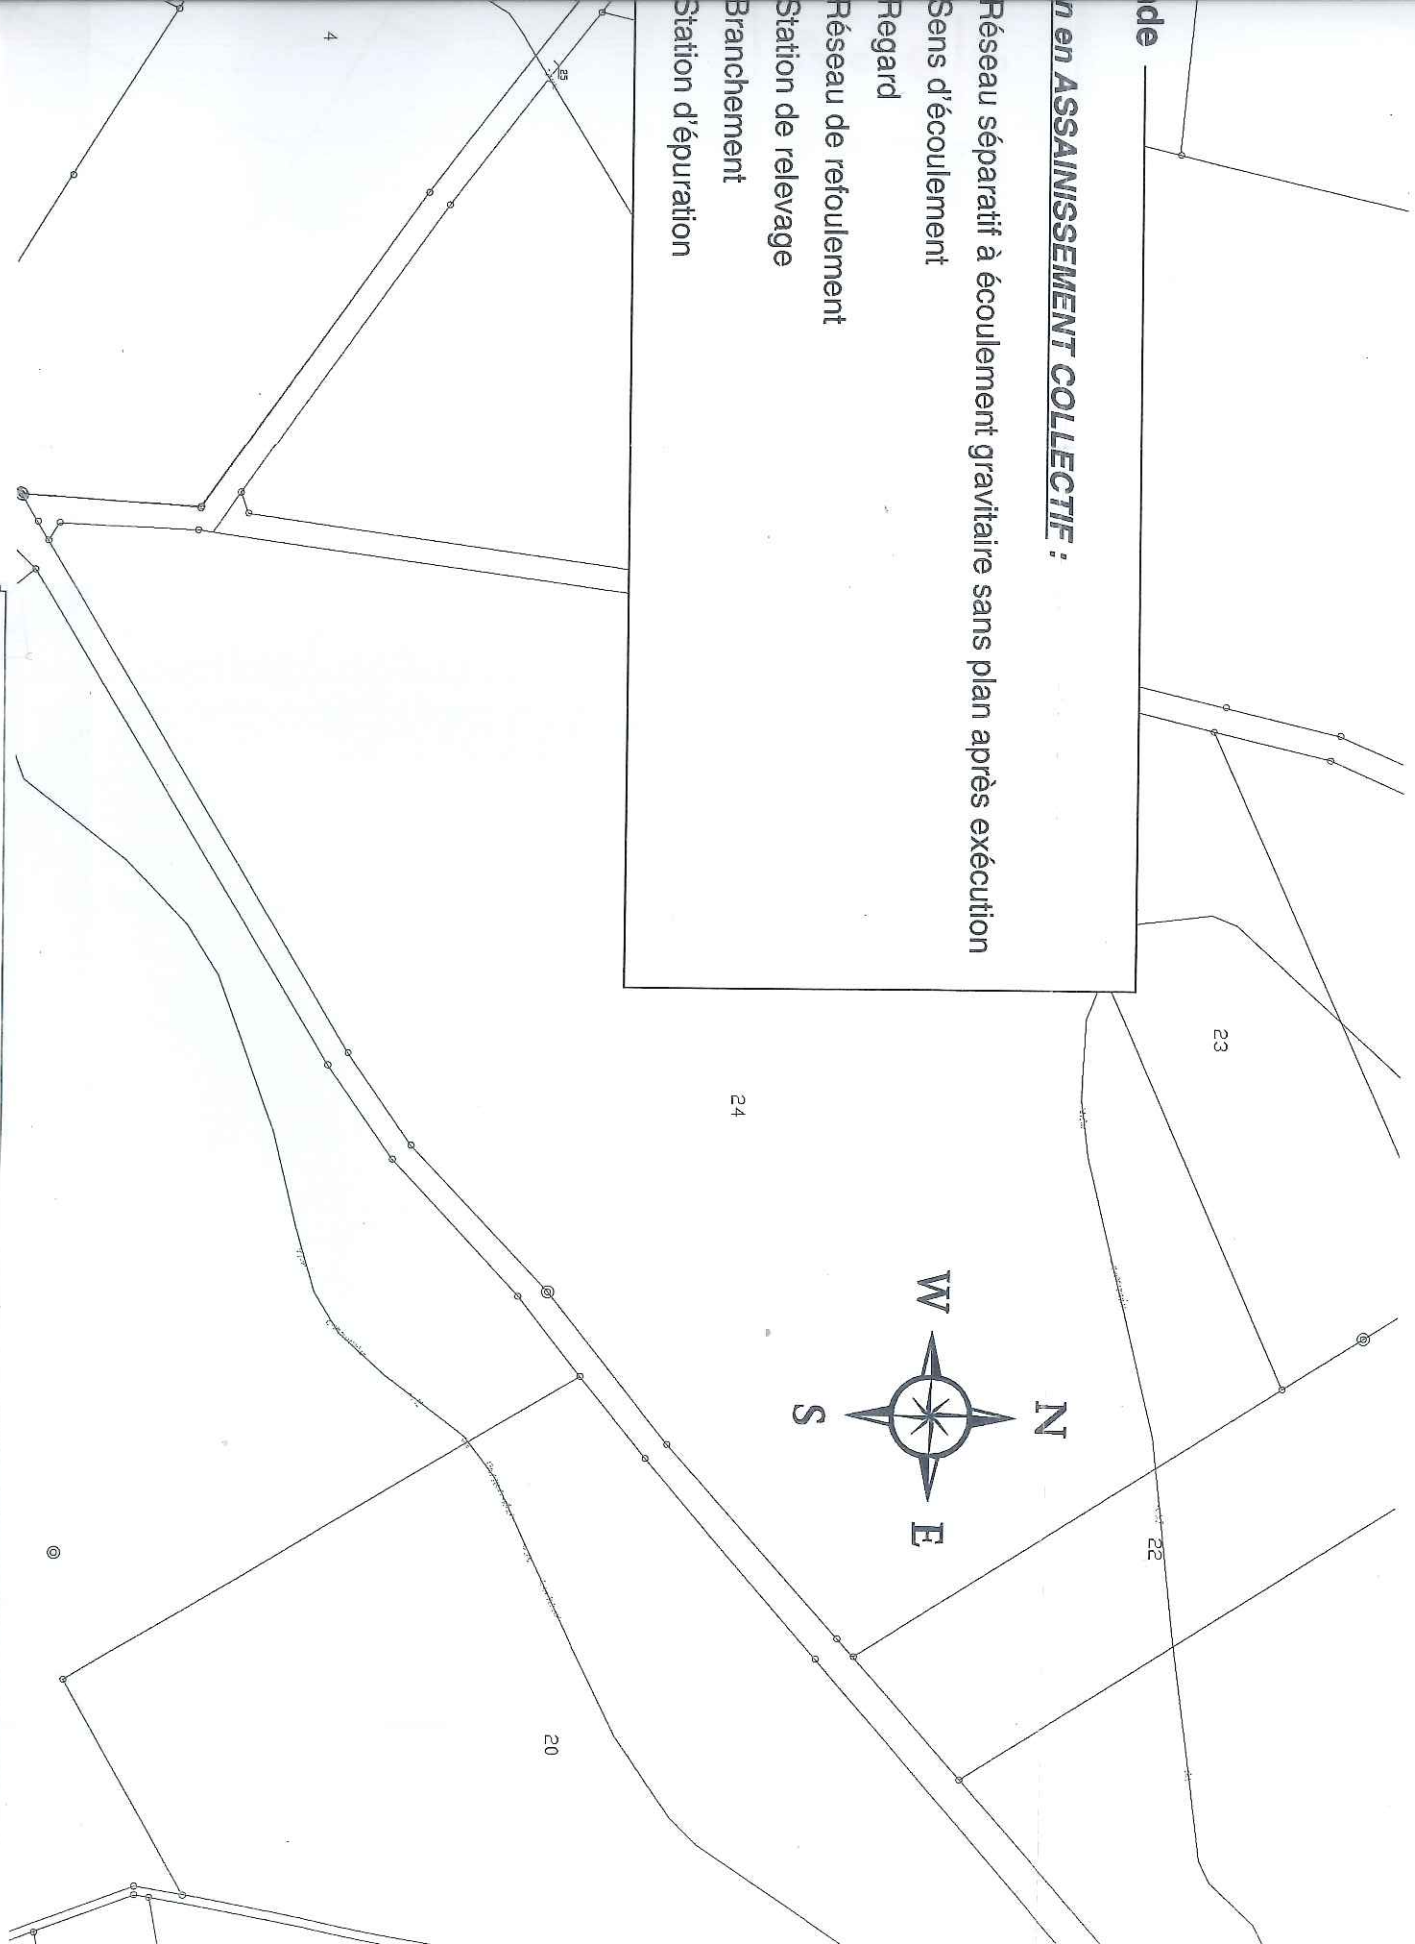 de
n en ASSAINISSEMENT COLLECTIF :
Réseau séparatif à écoulement gravitaire sans plan après exécution
Sens d'écoulement
Regard
Réseau de refoulement
Station de relevage
Branchement
Station d'épuration
23
24
22
20
25
4
N
W
E
S